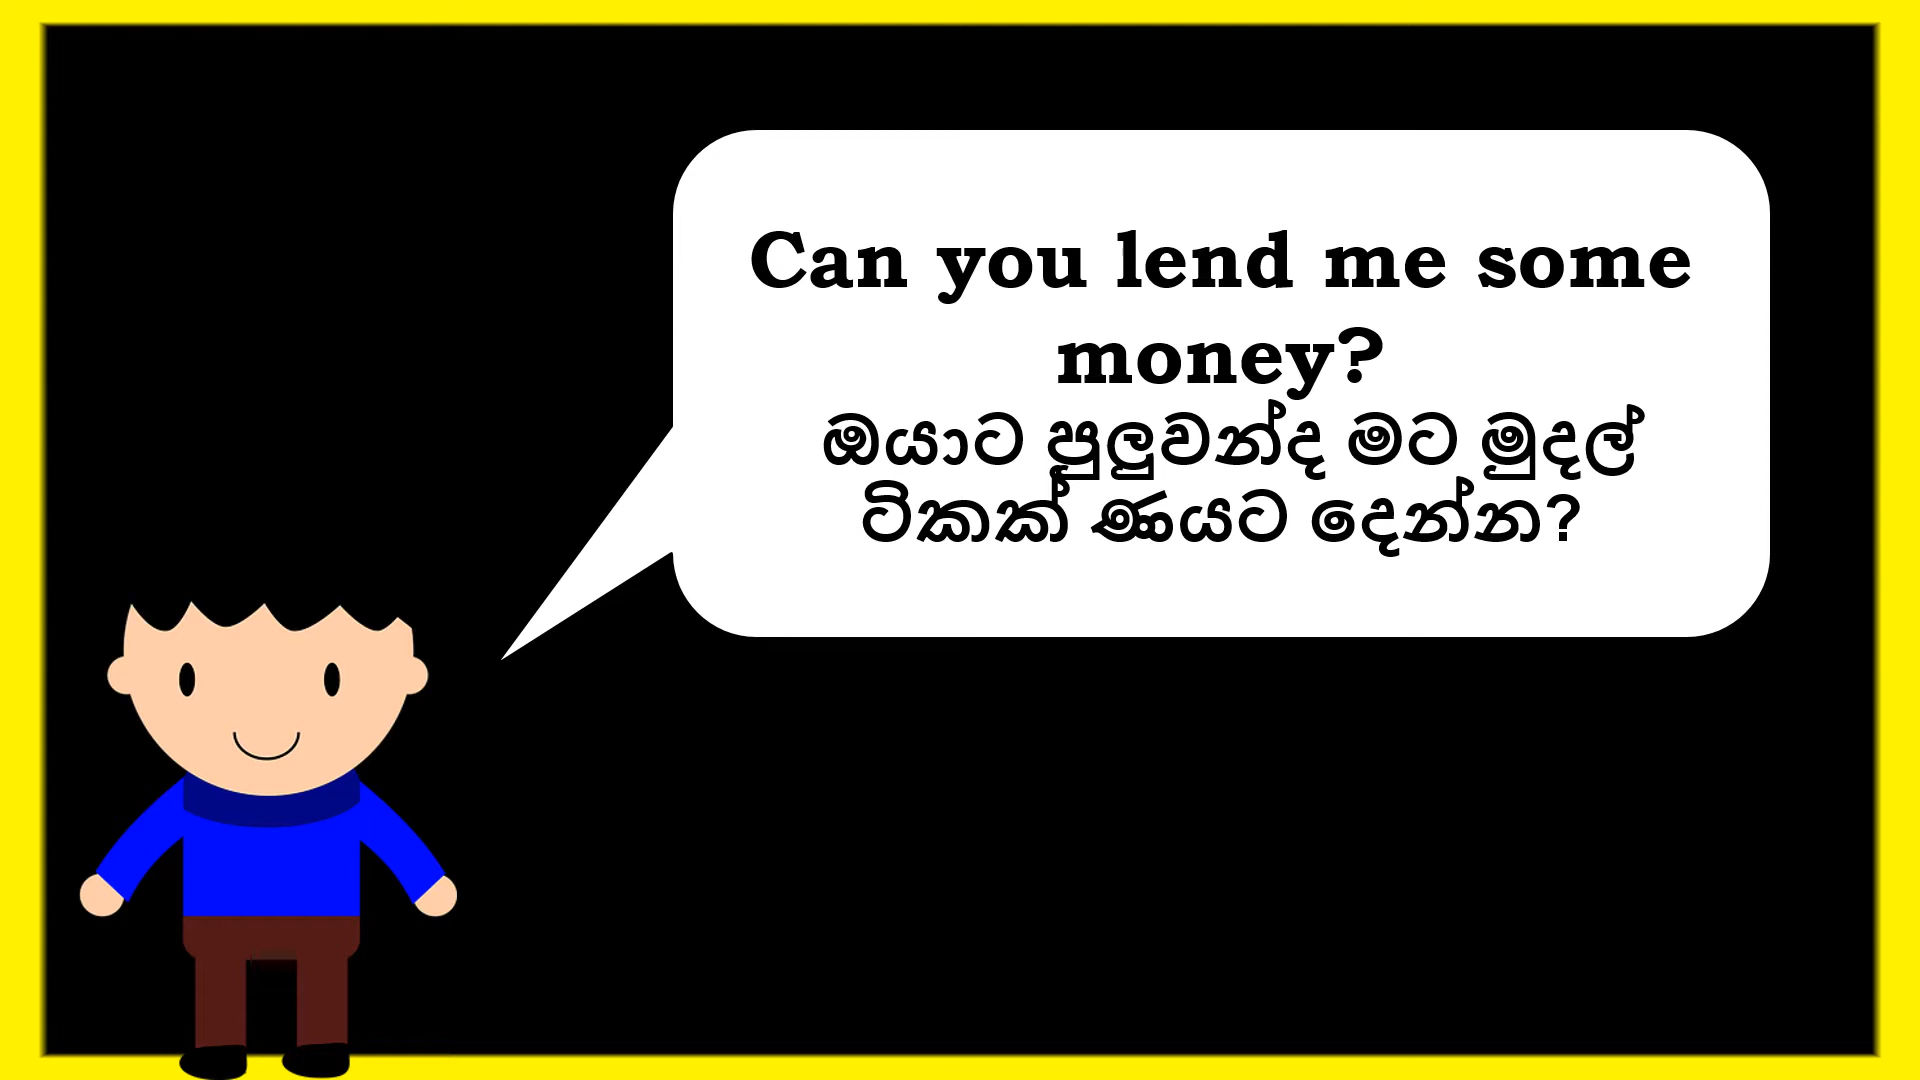 Can you lend me some
money?
ඔයාට පුලුවන්ද මට මුදල්
ටිකක් ණයට දෙන්න?